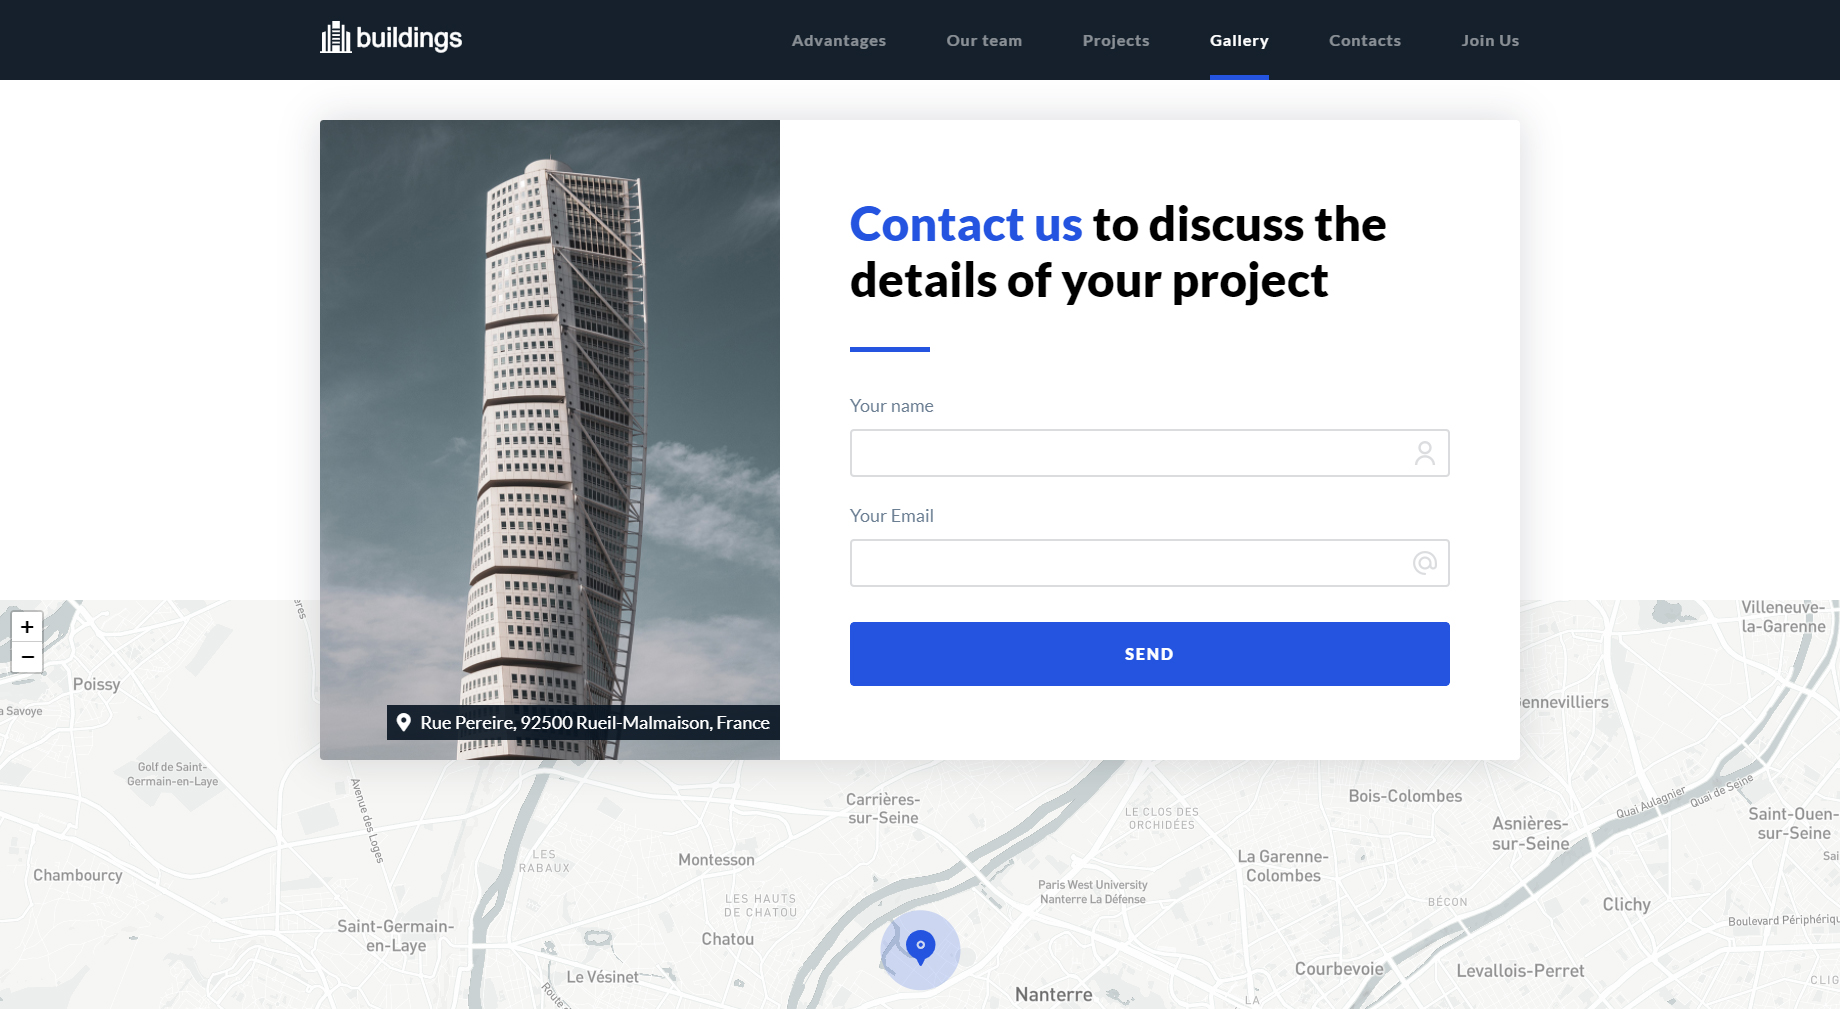 buildings
Advantages
Our team
Projects
Gallery
Contacts
Join Us
Contact us to discuss the
details of your project
Your name
Your Email
SEND
Rue Pereire, 92500 Rueil-Malmaison, France
+
−
Poissy
Savoye
Golf de Saint-
Germain-en-Laye
Avenue des Loges
Chambourcy
Saint-Germain-
en-Laye
LES
RABAUX
Montesson
LES HAUTS
DE CHATOU
Chatou
Le Vésinet
Route
Carrières-
sur-Seine
LE CLOS DES
ORCHIDÉES
Paris West University
Nanterre La Défense
Nanterre
La Garenne-
Colombes
Bois-Colombes
Villeneuve-
la-Garenne
Gennevilliers
Quai Aulagnier
Quai de Seine
Saint-Ouen-
sur-Seine
Asnières-
sur-Seine
BÉCON
Clichy
Boulevard Périphériqu
Courbevoie
Levallois-Perret
LA
CLIG